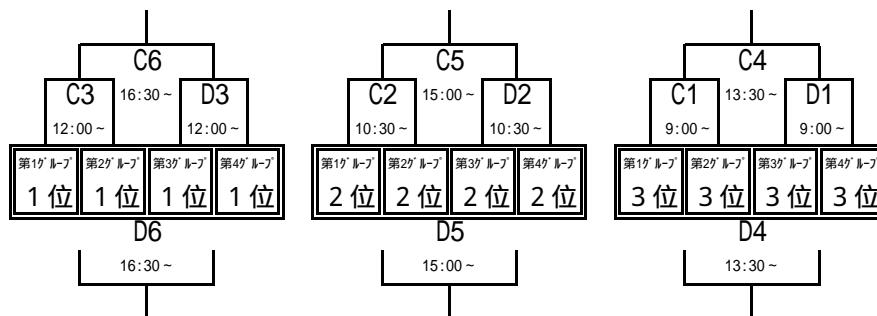 C6 C5 C4
C3 16:30～ D3 C2 15:00～ D2 C1 13:30～ D1
12:00～ 12:00～ 10:30～ 10:30～ 9:00～ 9:00～
第1ｸﾞﾙｰﾌﾟ 第2ｸﾞﾙｰﾌﾟ 第3ｸﾞﾙｰﾌﾟ 第4ｸﾞﾙｰﾌﾟ 第1ｸﾞﾙｰﾌﾟ 第2ｸﾞﾙｰﾌﾟ 第3ｸﾞﾙｰﾌﾟ 第4ｸﾞﾙｰﾌﾟ 第1ｸﾞﾙｰﾌﾟ 第2ｸﾞﾙｰﾌﾟ 第3ｸﾞﾙｰﾌﾟ 第4ｸﾞﾙｰﾌﾟ
1位 1位 1位 1位 2位 2位 2位 2位 3位 3位 3位 3位
D6 D5 D4
16:30～ 15:00～ 13:30～